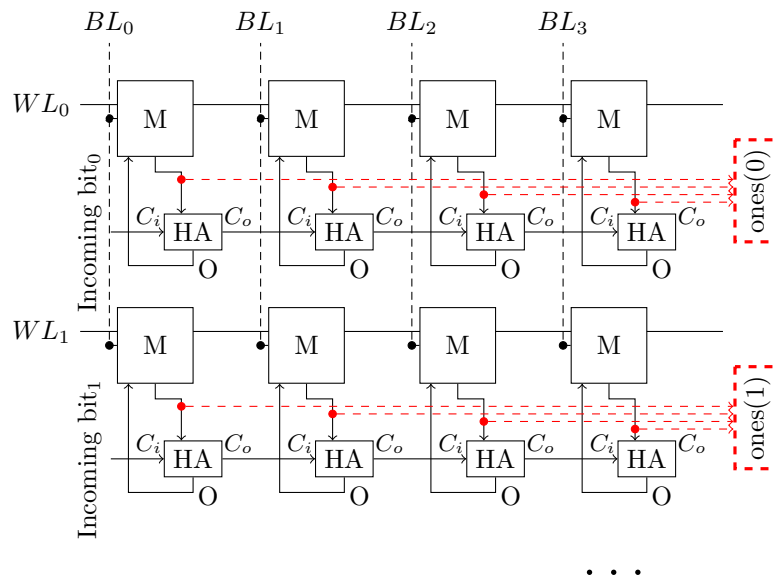 BL₀ BL₁ BL₂ BL₃
WL₀ M M M M
Incoming bit₀
ones(0)
Cᵢ HA Cₒ Cᵢ HA Cₒ Cᵢ HA Cₒ Cᵢ HA Cₒ
O O O O
WL₁ M M M M
Incoming bit₁
ones(1)
Cᵢ HA Cₒ Cᵢ HA Cₒ Cᵢ HA Cₒ Cᵢ HA Cₒ
O O O O
. . .